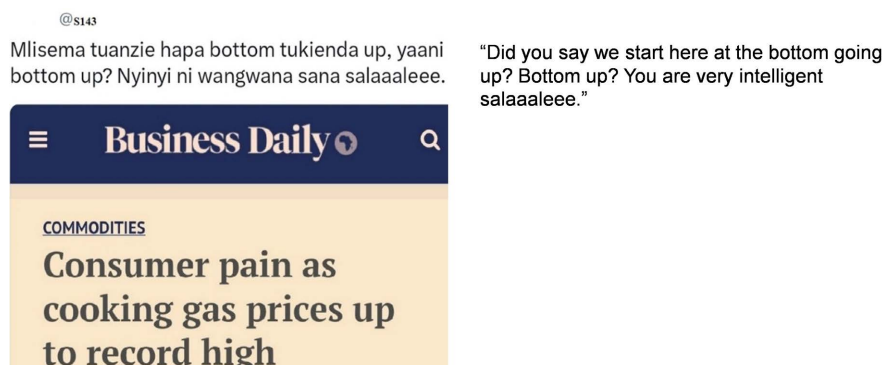 @S143
Mlisema tuanzie hapa bottom tukienda up, yaani
bottom up? Nyinyi ni wangwana sana salaaaleee.
Business Daily
COMMODITIES
Consumer pain as
cooking gas prices up
to record high
“Did you say we start here at the bottom going
up? Bottom up? You are very intelligent
salaaaleee.”